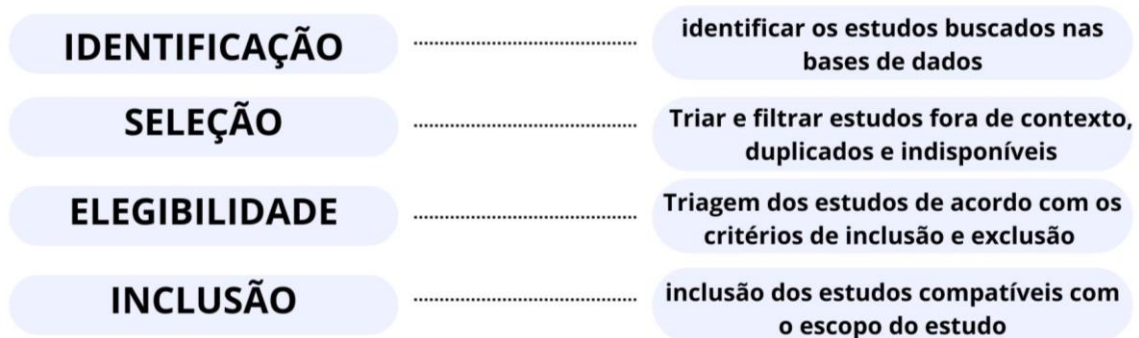 IDENTIFICAÇÃO
identificar os estudos buscados nas
bases de dados
SELEÇÃO
Triar e filtrar estudos fora de contexto,
duplicados e indisponíveis
ELEGIBILIDADE
Triagem dos estudos de acordo com os
critérios de inclusão e exclusão
INCLUSÃO
inclusão dos estudos compatíveis com
o escopo do estudo